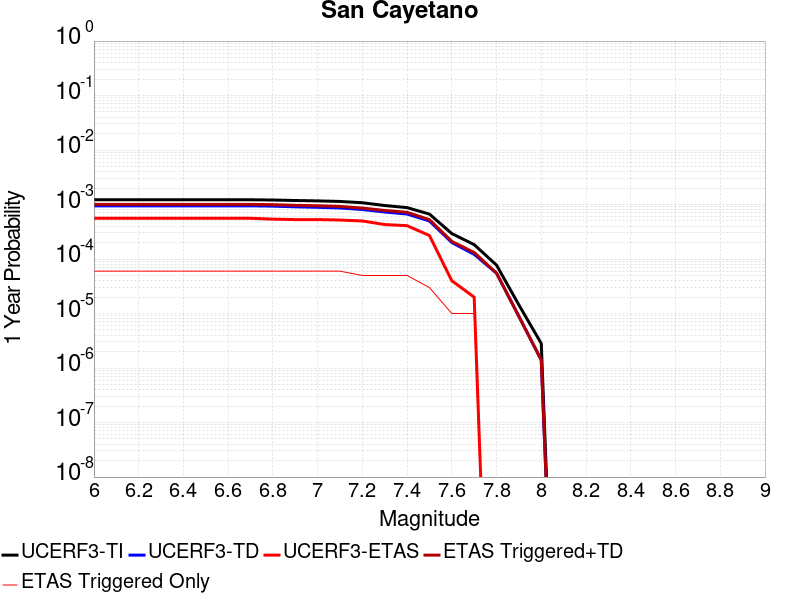 San Cayetano
10^0
10^-1
10^-2
10^-3
10^-4
10^-5
10^-6
10^-7
10^-8
1 Year Probability
6 6.2 6.4 6.6 6.8 7 7.2 7.4 7.6 7.8 8 8.2 8.4 8.6 8.8 9
Magnitude
UCERF3-TI UCERF3-TD UCERF3-ETAS ETAS Triggered+TD
ETAS Triggered Only